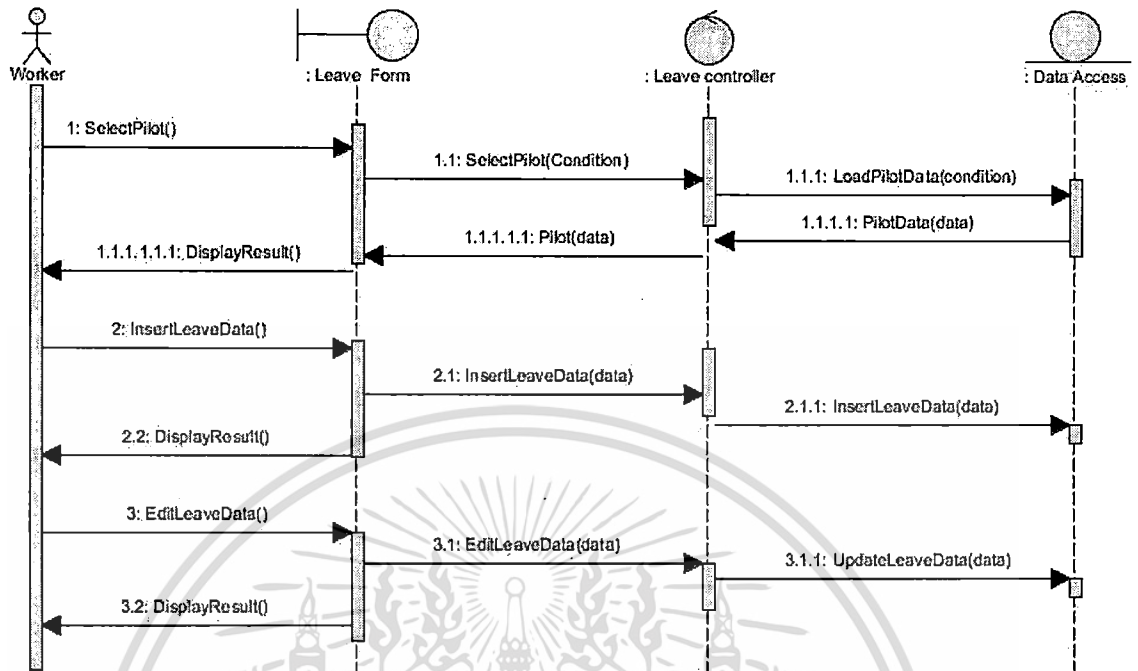 Worker
: Leave Form
: Leave controller
: Data Access
1: SelectPilot()
1.1: SelectPilot(Condition)
1.1.1: LoadPilotData(condition)
1.1.1.1: PilotData(data)
1.1.1.1.1: Pilot(data)
1.1.1.1.1.1: DisplayResult()
2: InsertLeaveData()
2.1: InsertLeaveData(data)
2.1.1: InsertLeaveData(data)
2.2: DisplayResult()
3: EditLeaveData()
3.1: EditLeaveData(data)
3.1.1: UpdateLeaveData(data)
3.2: DisplayResult()